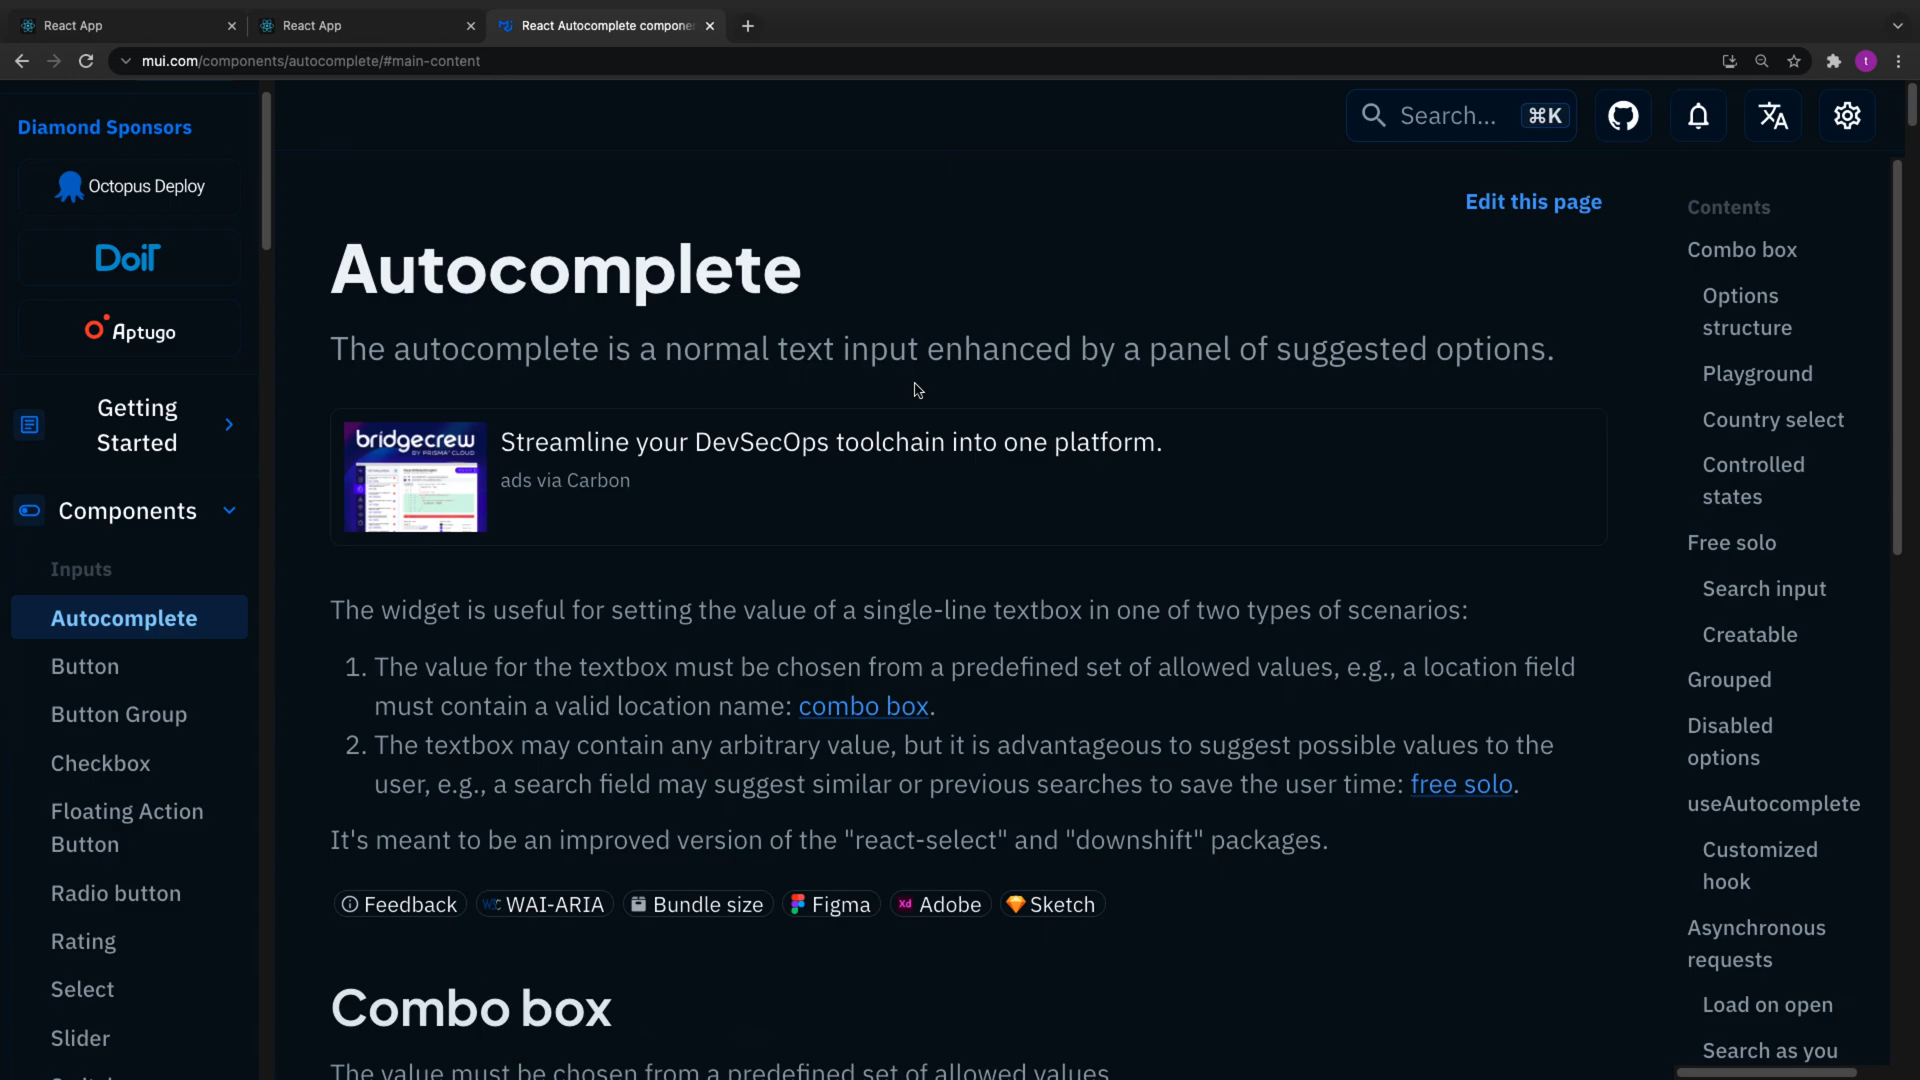 React App
React App
React Autocomplete compone
mui.com/components/autocomplete/#main-content
t
Diamond Sponsors
Octopus Deploy
DoiT
Aptugo
Getting
Started
Components
Inputs
Autocomplete
Button
Button Group
Checkbox
Floating Action
Button
Radio button
Rating
Select
Slider
Search... ⌘K
Edit this page
Autocomplete
The autocomplete is a normal text input enhanced by a panel of suggested options.
bridgecrew
BY PRISMA CLOUD
Streamline your DevSecOps toolchain into one platform.
ads via Carbon
The widget is useful for setting the value of a single-line textbox in one of two types of scenarios:
1. The value for the textbox must be chosen from a predefined set of allowed values, e.g., a location field
must contain a valid location name: combo box.
2. The textbox may contain any arbitrary value, but it is advantageous to suggest possible values to the
user, e.g., a search field may suggest similar or previous searches to save the user time: free solo.
It's meant to be an improved version of the "react-select" and "downshift" packages.
Feedback
W3C WAI-ARIA
Bundle size
Figma
Xd Adobe
Sketch
Combo box
The value must be chosen from a predefined set of allowed values
Contents
Combo box
Options
structure
Playground
Country select
Controlled
states
Free solo
Search input
Creatable
Grouped
Disabled
options
useAutocomplete
Customized
hook
Asynchronous
requests
Load on open
Search as you